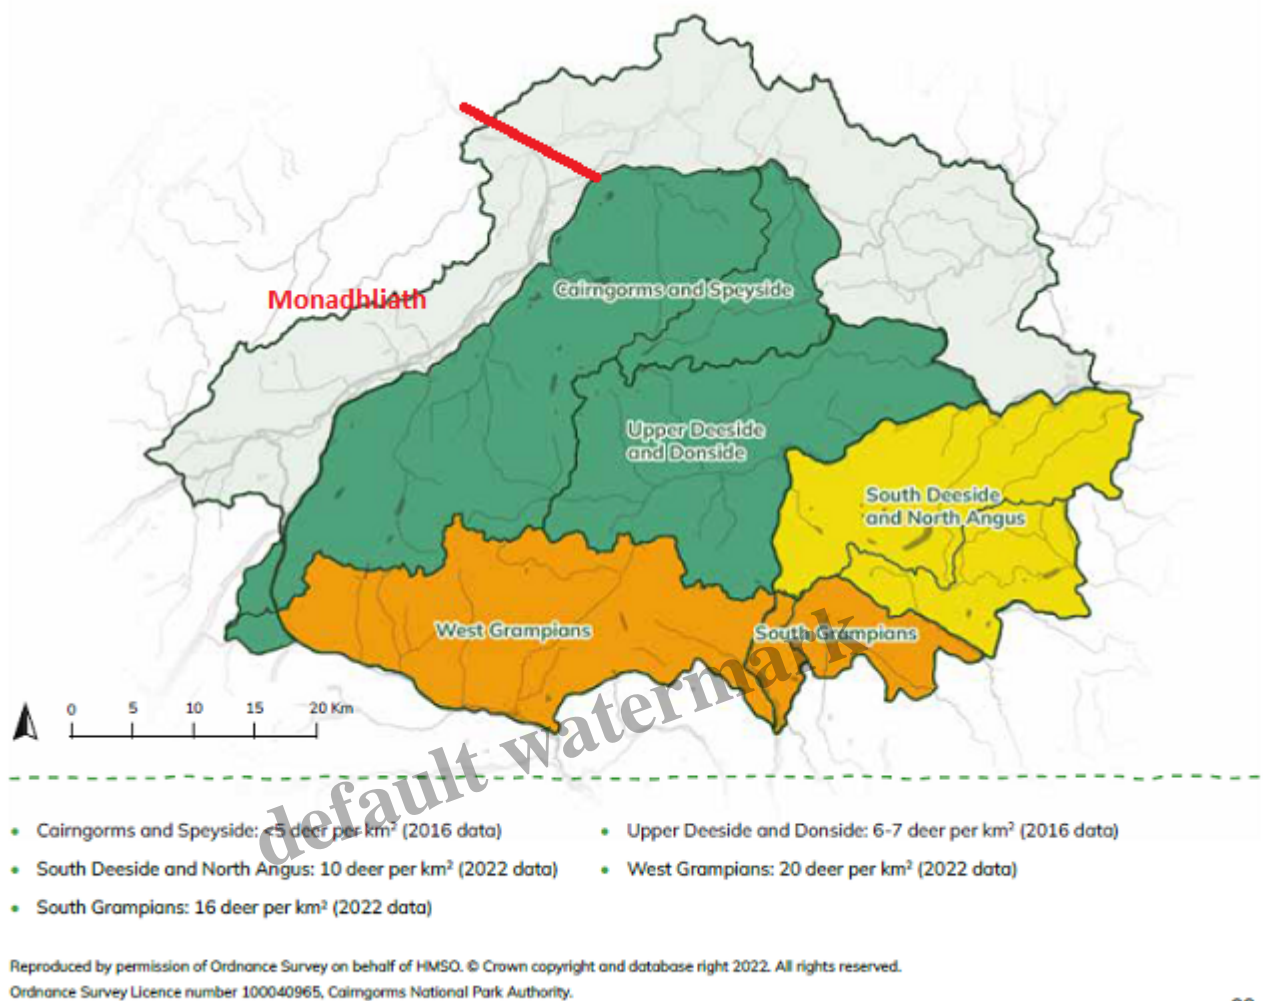 Monadhliath
Cairngorms and Speyside
Upper Deeside
and Donside
South Deeside
and North Angus
West Grampians
South Grampians
default watermark
0 5 10 15 20 Km
• Cairngorms and Speyside: <5 deer per km² (2016 data)
• Upper Deeside and Donside: 6-7 deer per km² (2016 data)
• South Deeside and North Angus: 10 deer per km² (2022 data)
• West Grampians: 20 deer per km² (2022 data)
• South Grampians: 16 deer per km² (2022 data)
Reproduced by permission of Ordnance Survey on behalf of HMSO. © Crown copyright and database right 2022. All rights reserved.
Ordnance Survey Licence number 100040965, Cairngorms National Park Authority.